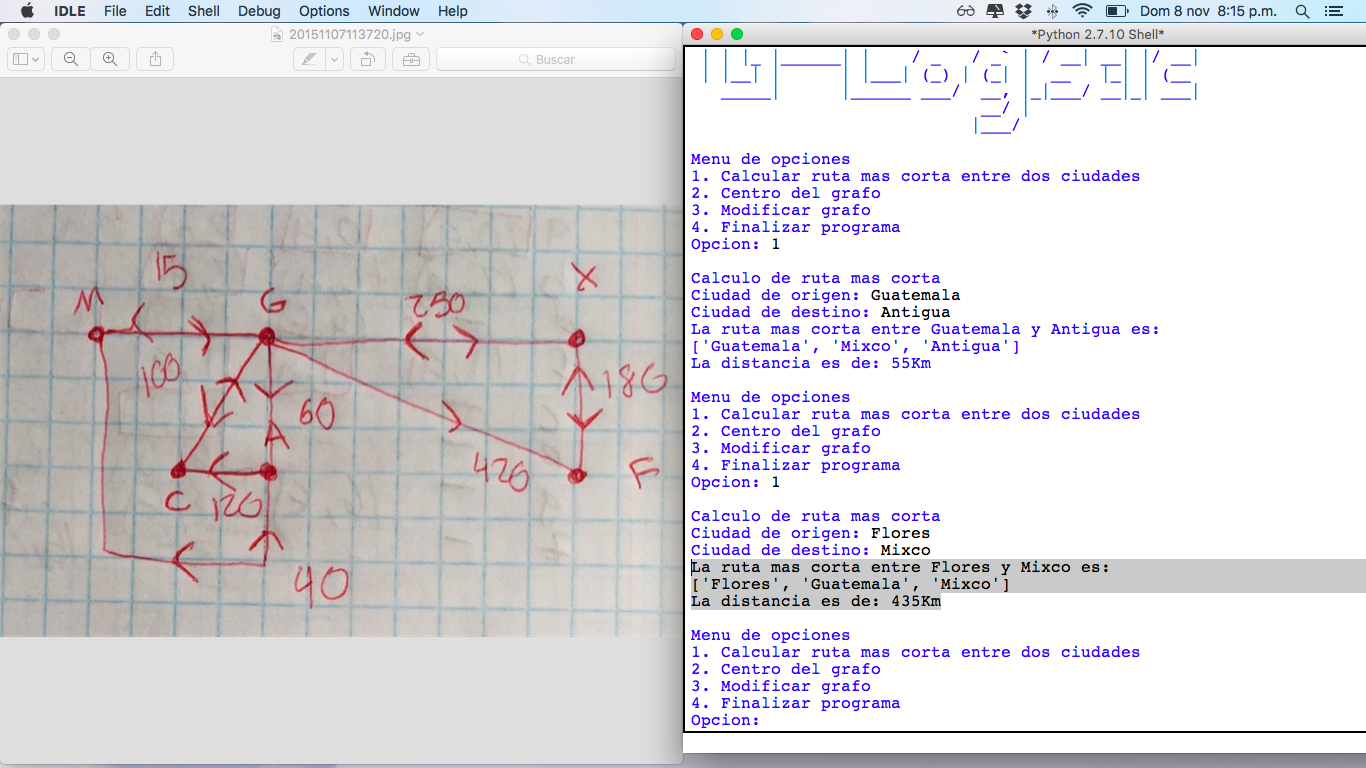 IDLE File Edit Shell Debug Options Window Help Dom 8 nov 8:15 p.m.
20151107113720.jpg
Buscar
M
15
G
250
X
100
60
180
A
420
F
C
120
40
*Python 2.7.10 Shell*
Menu de opciones
1. Calcular ruta mas corta entre dos ciudades
2. Centro del grafo
3. Modificar grafo
4. Finalizar programa
Opcion: 1
Calculo de ruta mas corta
Ciudad de origen: Guatemala
Ciudad de destino: Antigua
La ruta mas corta entre Guatemala y Antigua es:
['Guatemala', 'Mixco', 'Antigua']
La distancia es de: 55Km
Menu de opciones
1. Calcular ruta mas corta entre dos ciudades
2. Centro del grafo
3. Modificar grafo
4. Finalizar programa
Opcion: 1
Calculo de ruta mas corta
Ciudad de origen: Flores
Ciudad de destino: Mixco
La ruta mas corta entre Flores y Mixco es:
['Flores', 'Guatemala', 'Mixco']
La distancia es de: 435Km
Menu de opciones
1. Calcular ruta mas corta entre dos ciudades
2. Centro del grafo
3. Modificar grafo
4. Finalizar programa
Opcion: